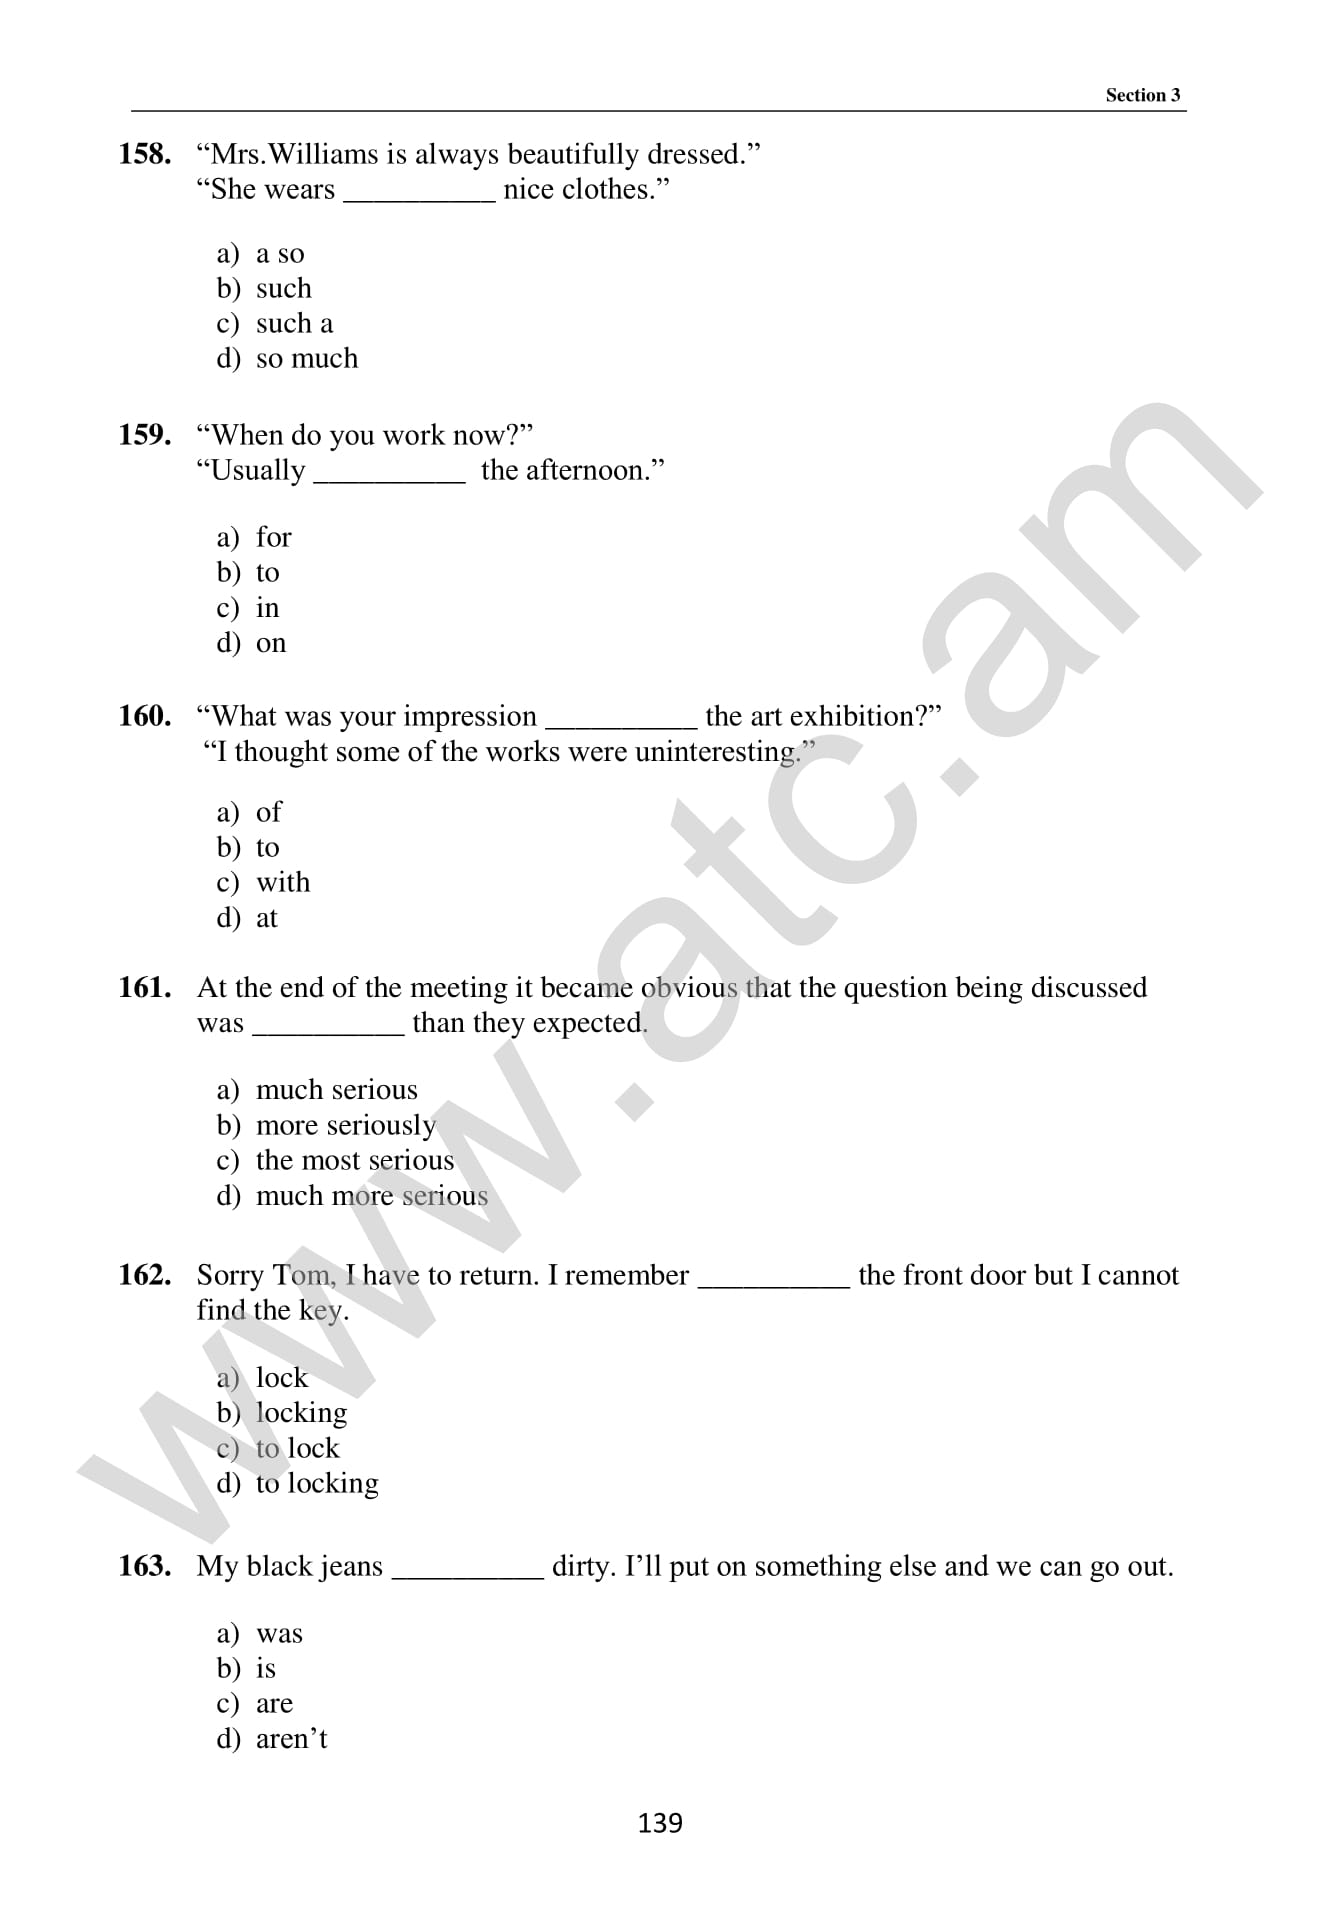 Section 3
158. “Mrs.Williams is always beautifully dressed.”
“She wears __________ nice clothes.”
a) a so
b) such
c) such a
d) so much
159. “When do you work now?”
“Usually __________ the afternoon.”
a) for
b) to
c) in
d) on
160. “What was your impression __________ the art exhibition?”
“I thought some of the works were uninteresting.”
a) of
b) to
c) with
d) at
161. At the end of the meeting it became obvious that the question being discussed
was __________ than they expected.
a) much serious
b) more seriously
c) the most serious
d) much more serious
162. Sorry Tom, I have to return. I remember __________ the front door but I cannot
find the key.
a) lock
b) locking
c) to lock
d) to locking
163. My black jeans __________ dirty. I’ll put on something else and we can go out.
a) was
b) is
c) are
d) aren’t
139
www.atc.am